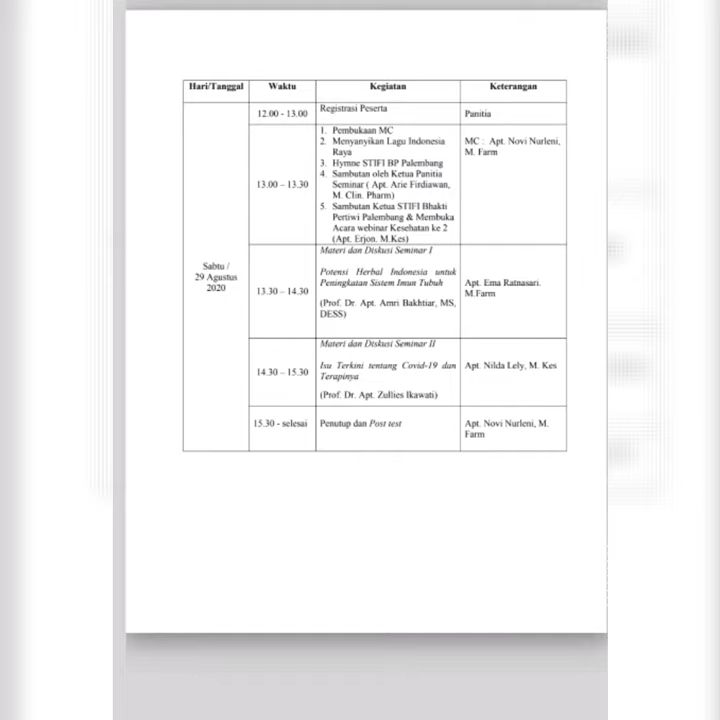 Hari/Tanggal Waktu Kegiatan Keterangan
Sabtu /
29 Agustus
2020
12.00 - 13.00 Registrasi Peserta Panitia
13.00 – 13.30
1. Pembukaan MC
2. Menyanyikan Lagu Indonesia
Raya
3. Hymne STIFI BP Palembang
4. Sambutan oleh Ketua Panitia
Seminar ( Apt. Arie Firdiawan,
M. Clin. Pharm)
5. Sambutan Ketua STIFI Bhakti
Pertiwi Palembang & Membuka
Acara webinar Kesehatan ke 2
(Apt. Erjon. M.Kes)
MC : Apt. Novi Nurleni,
M. Farm
13.30 – 14.30
Materi dan Diskusi Seminar I
Potensi Herbal Indonesia untuk
Peningkatan Sistem Imun Tubuh
(Prof. Dr. Apt. Amri Bakhtiar, MS,
DESS)
Apt. Ema Ratnasari.
M.Farm
14.30 – 15.30
Materi dan Diskusi Seminar II
Isu Terkini tentang Covid-19 dan
Terapinya
(Prof. Dr. Apt. Zullies Ikawati)
Apt. Nilda Lely, M. Kes
15.30 - selesai
Penutup dan Post test
Apt. Novi Nurleni, M.
Farm